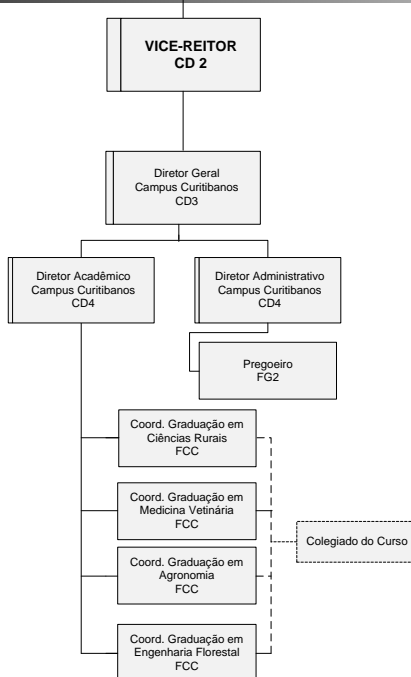 VICE-REITOR
CD 2
Diretor Geral
Campus Curitibanos
CD3
Diretor Acadêmico
Campus Curitibanos
CD4
Diretor Administrativo
Campus Curitibanos
CD4
Pregoeiro
FG2
Coord. Graduação em
Ciências Rurais
FCC
Coord. Graduação em
Medicina Vetinária
FCC
Colegiado do Curso
Coord. Graduação em
Agronomia
FCC
Coord. Graduação em
Engenharia Florestal
FCC